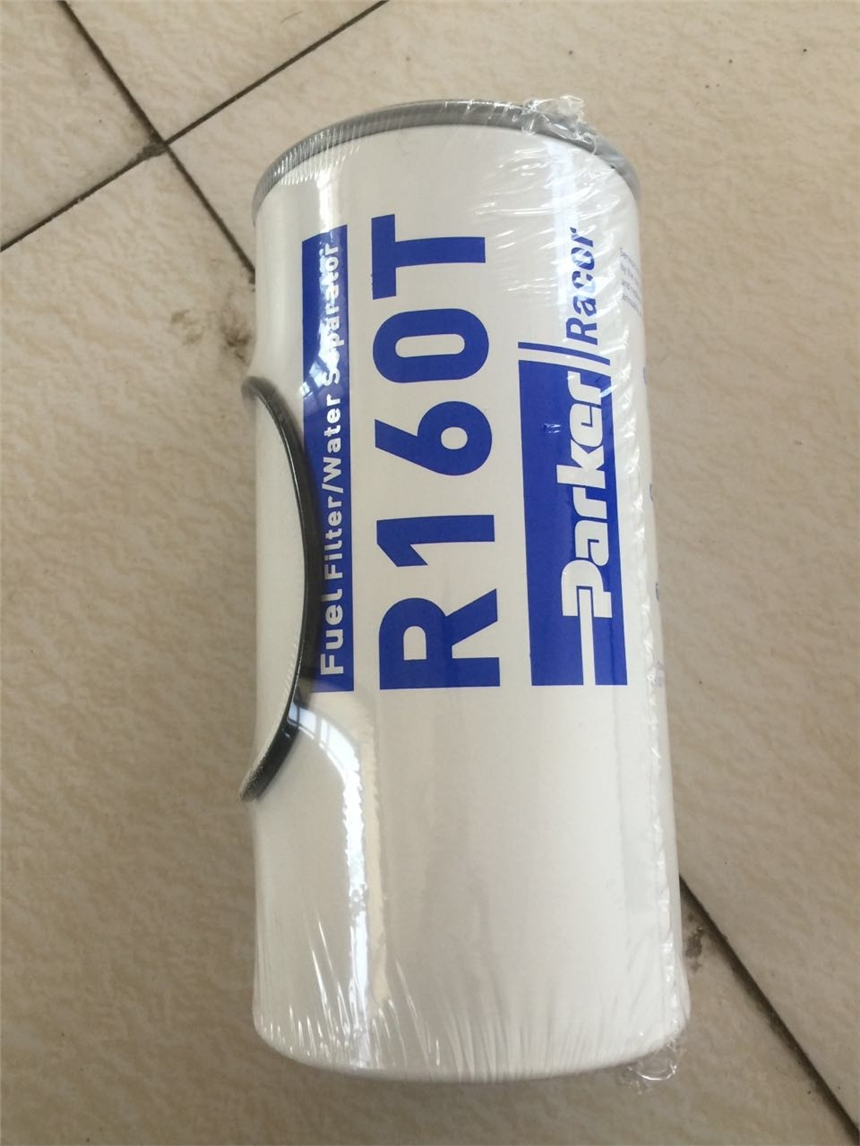 Fuel Filter/Water Separator
R160T
Parker
Racor